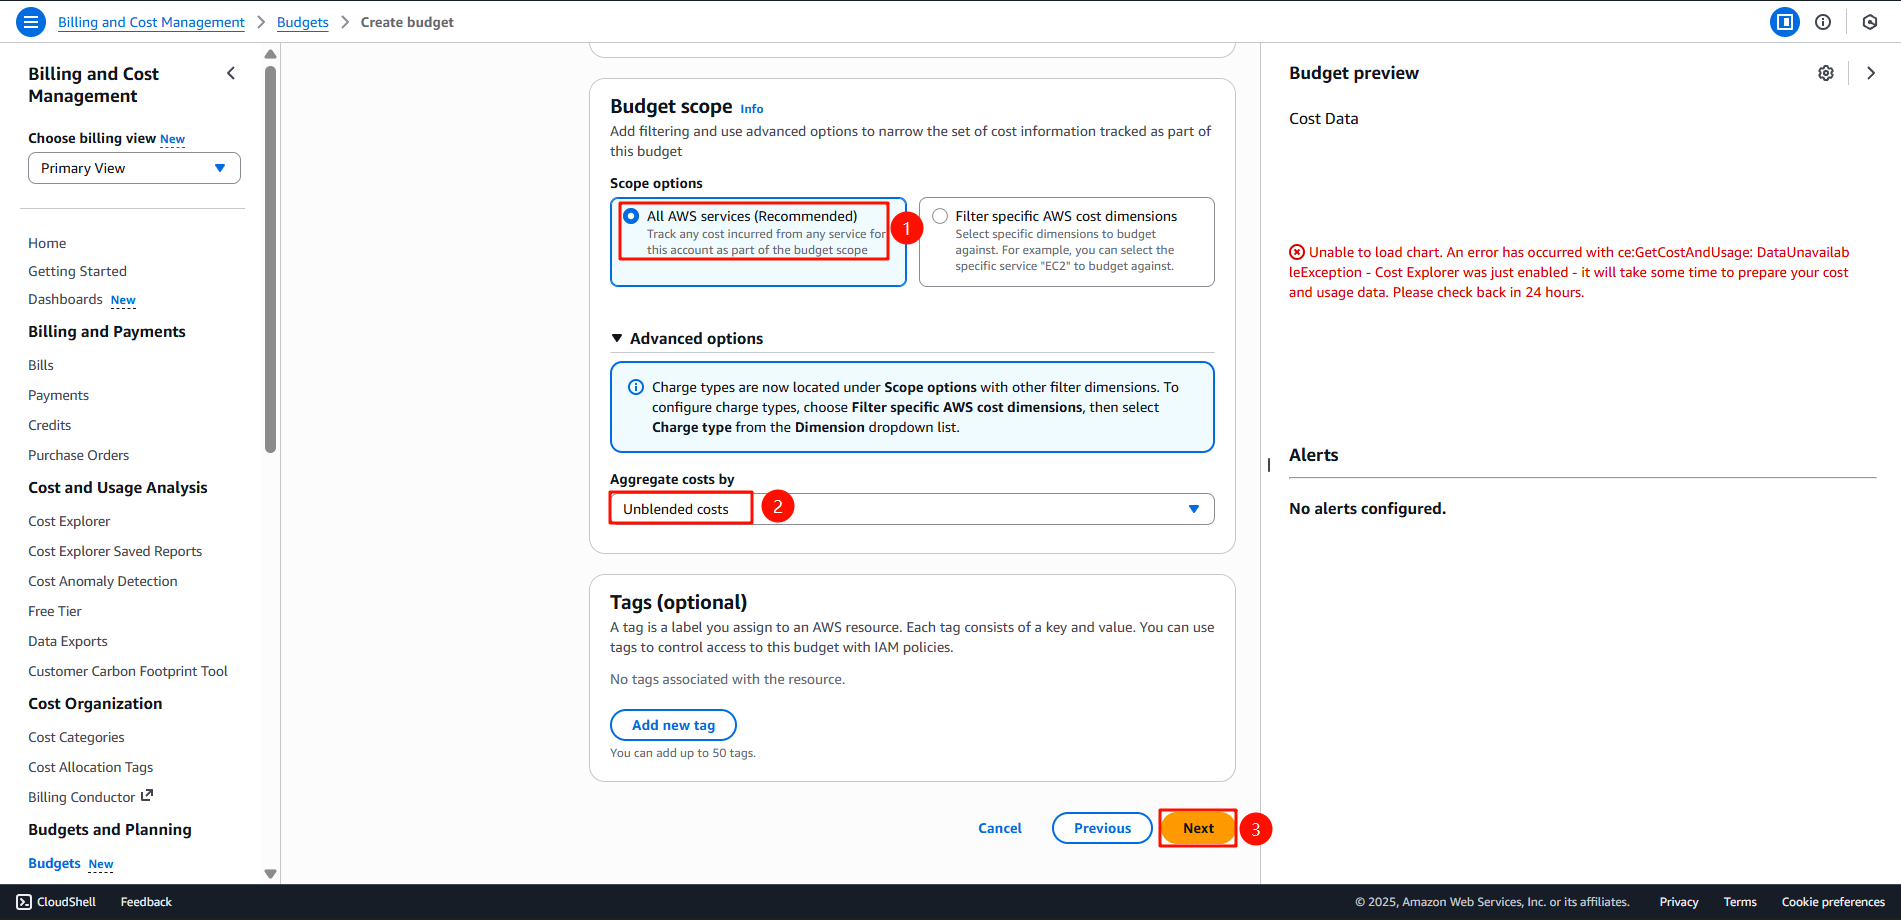 Billing and Cost Management > Budgets > Create budget
Billing and Cost
Management
Choose billing view New
Primary View
Home
Getting Started
Dashboards New
Billing and Payments
Bills
Payments
Credits
Purchase Orders
Cost and Usage Analysis
Cost Explorer
Cost Explorer Saved Reports
Cost Anomaly Detection
Free Tier
Data Exports
Customer Carbon Footprint Tool
Cost Organization
Cost Categories
Cost Allocation Tags
Billing Conductor
Budgets and Planning
Budgets New
Budget scope Info
Add filtering and use advanced options to narrow the set of cost information tracked as part of
this budget
Scope options
All AWS services (Recommended)
Track any cost incurred from any service for
this account as part of the budget scope
1
Filter specific AWS cost dimensions
Select specific dimensions to budget
against. For example, you can select the
specific service "EC2" to budget against.
Advanced options
Charge types are now located under Scope options with other filter dimensions. To
configure charge types, choose Filter specific AWS cost dimensions, then select
Charge type from the Dimension dropdown list.
Aggregate costs by
Unblended costs
2
Tags (optional)
A tag is a label you assign to an AWS resource. Each tag consists of a key and value. You can use
tags to control access to this budget with IAM policies.
No tags associated with the resource.
Add new tag
You can add up to 50 tags.
Cancel Previous Next 3
Budget preview
Cost Data
Unable to load chart. An error has occurred with ce:GetCostAndUsage: DataUnavailab
leException - Cost Explorer was just enabled - it will take some time to prepare your cost
and usage data. Please check back in 24 hours.
Alerts
No alerts configured.
CloudShell Feedback © 2025, Amazon Web Services, Inc. or its affiliates. Privacy Terms Cookie preferences